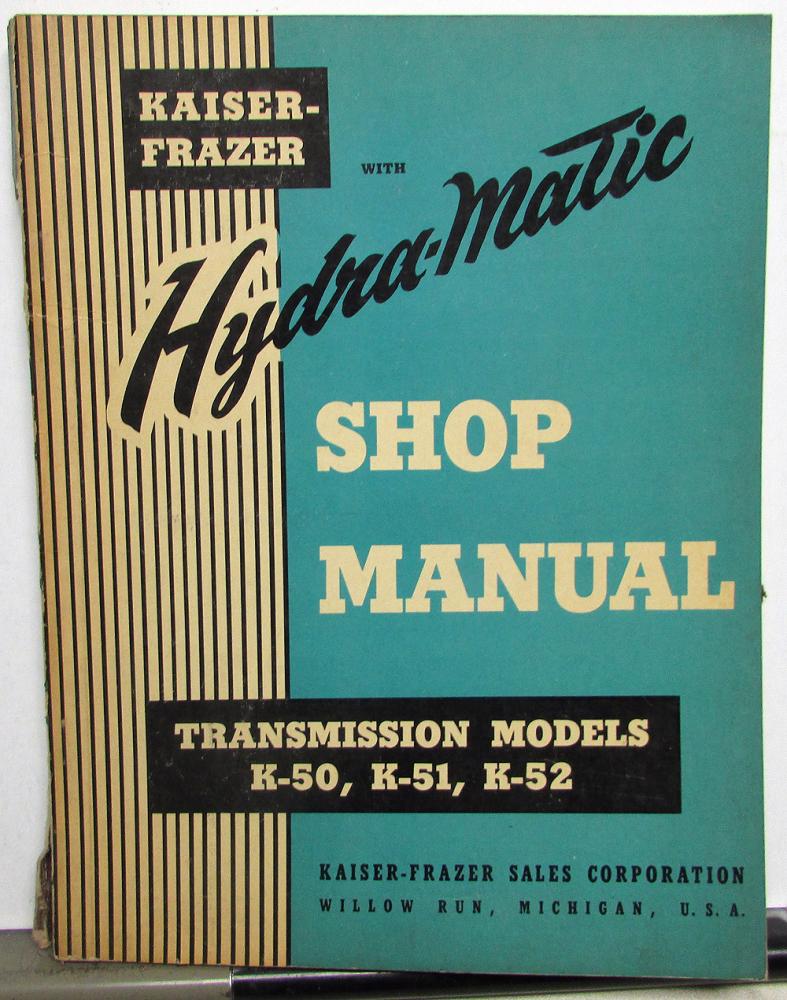 KAISER-
FRAZER
WITH
Hydra-Matic
SHOP
MANUAL
TRANSMISSION MODELS
K-50, K-51, K-52
KAISER-FRAZER SALES CORPORATION
WILLOW RUN, MICHIGAN, U. S. A.